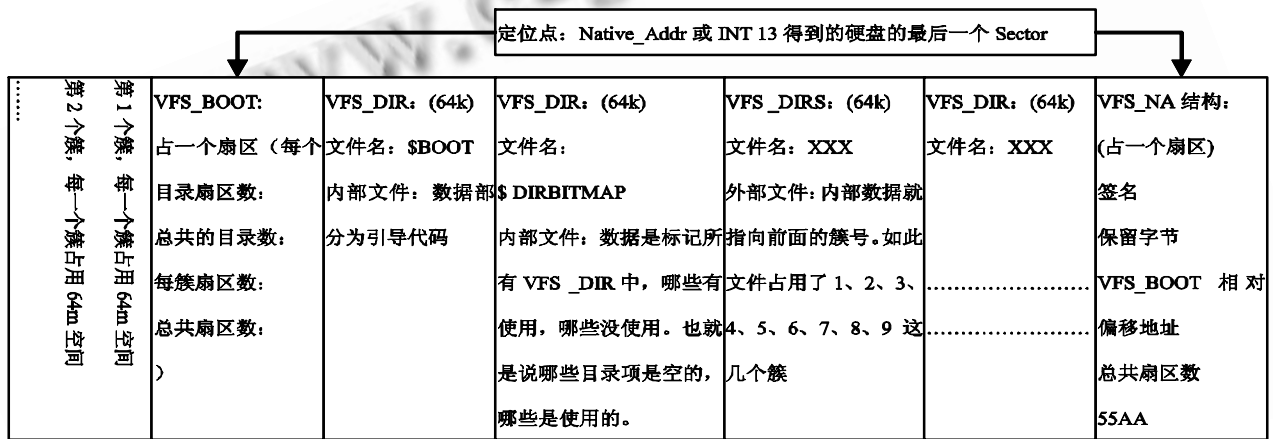 定位点：Native_Addr 或 INT 13 得到的硬盘的最后一个 Sector
第 1 个簇，每一个簇占用 64m 空间
第 2 个簇，每一个簇占用 64m 空间
……
VFS_BOOT:
占一个扇区（每个
目录扇区数：
总共的目录数：
每簇扇区数：
总共扇区数：
）
VFS_DIR：(64k)
文件名：$BOOT
内部文件：数据部
分为引导代码
VFS_DIR：(64k)
文件名：
$ DIRBITMAP
内部文件：数据是标记所
有 VFS _DIR 中，哪些有
使用，哪些没使用。也就
是说哪些目录项是空的，
哪些是使用的。
VFS_DIRS：(64k)
文件名：XXX
外部文件：内部数据就
指向前面的簇号。如此
文件占用了 1、2、3、
4、5、6、7、8、9 这
几个簇
VFS_DIR：(64k)
文件名：XXX
……………………
……………………
VFS_NA 结构：
(占一个扇区)
签名
保留字节
VFS_BOOT 相对
偏移地址
总共扇区数
55AA